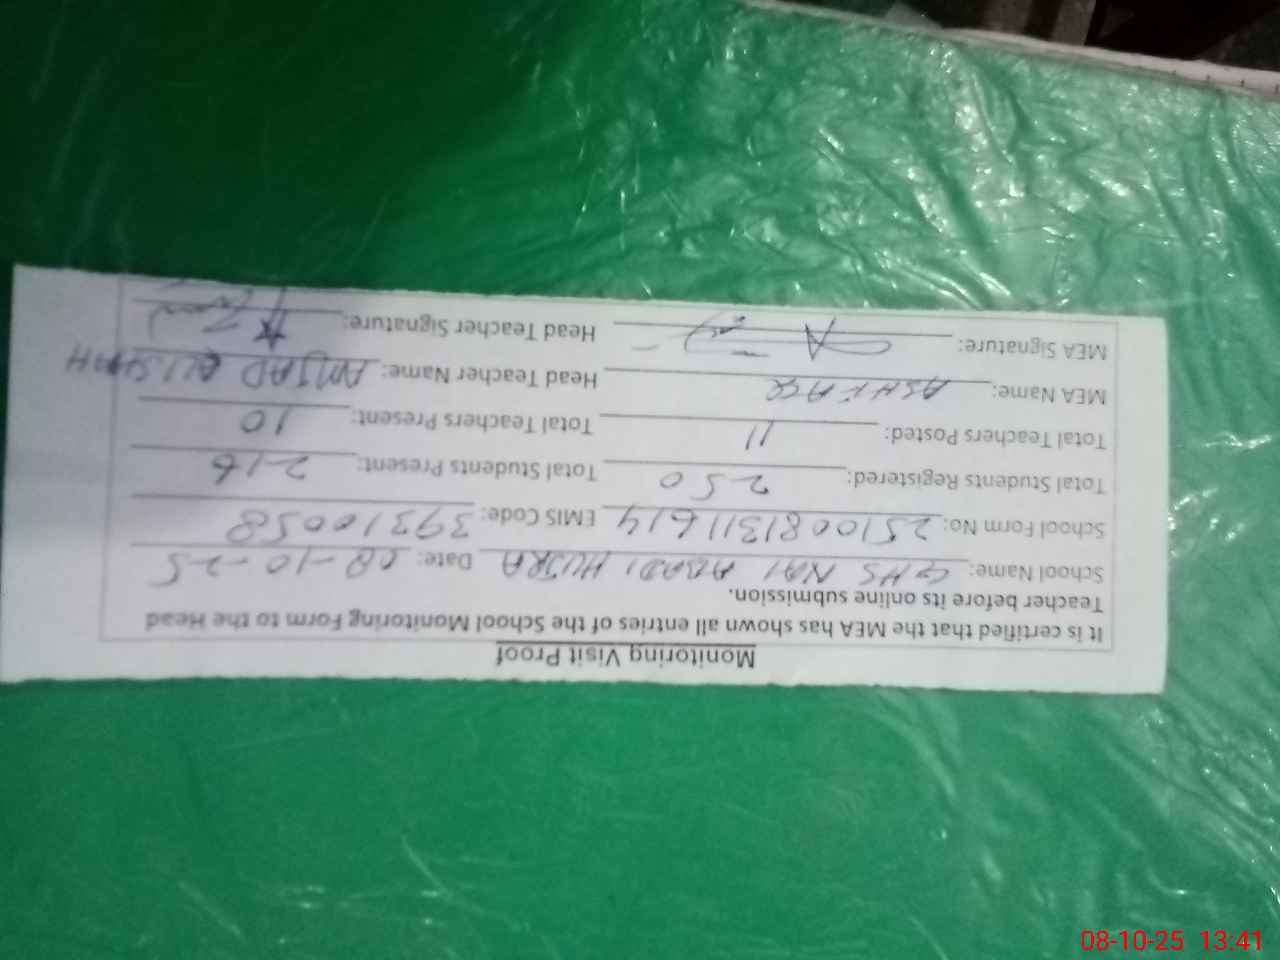 Monitoring Visit Proof
It is certified that the MEA has shown all entries of the School Monitoring Form to the Head
Teacher before its online submission.
School Name: GHS NAI ABADI HUJRA Date: 08-10-25
School Form No: 251008131 1614 EMIS Code: 39310058
Total Students Registered: 250 Total Students Present: 216
Total Teachers Posted: 11 Total Teachers Present: 10
MEA Name: ASHFAQ Head Teacher Name: AMJAD ALI SHAH
MEA Signature: Head Teacher Signature:
08-10-25 13:41